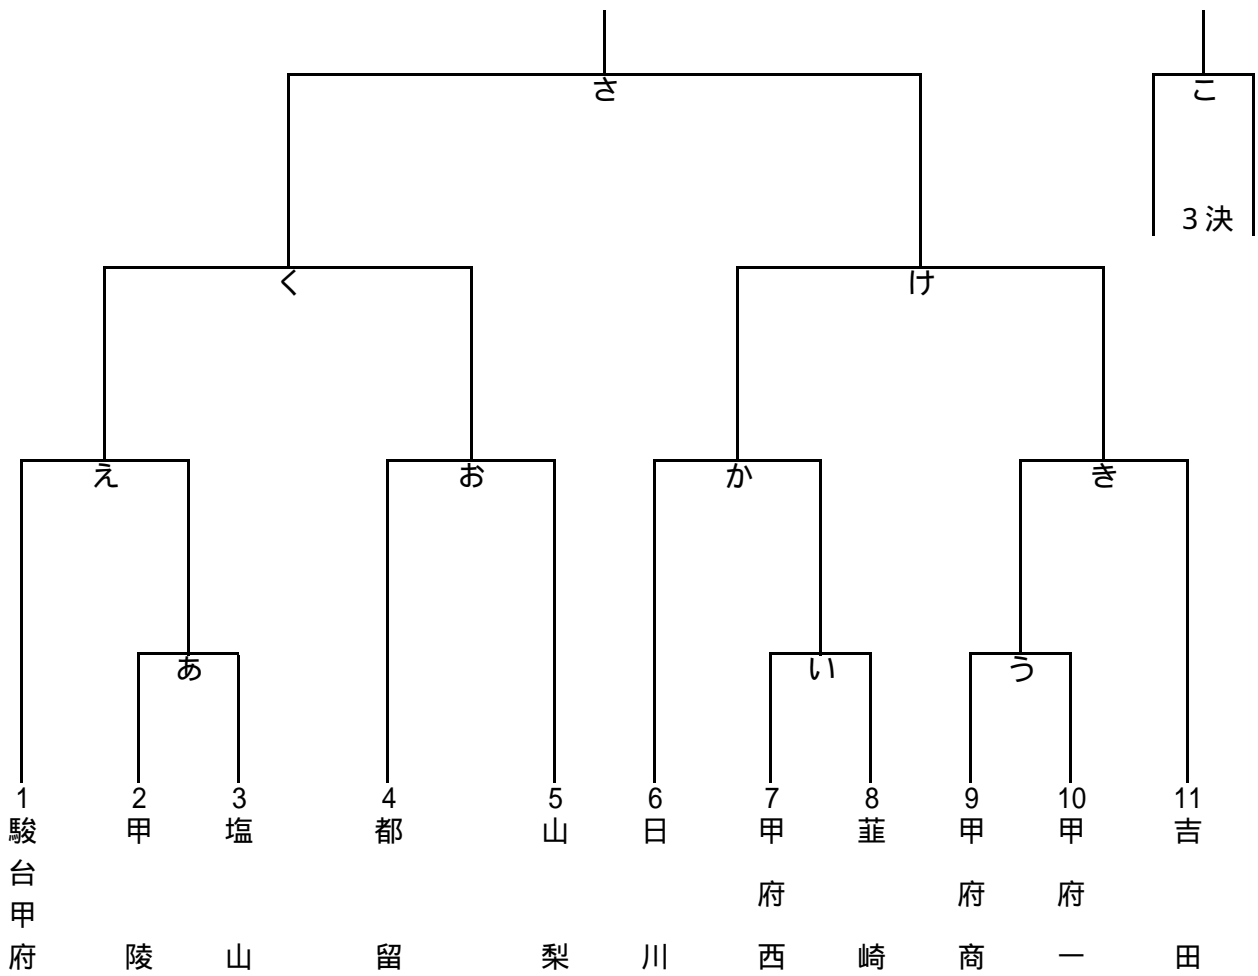 さ
こ
3決
く
け
え
お
か
き
あ
い
う
1 駿台甲府
2 甲陵
3 塩山
4 都留
5 山梨
6 日川
7 甲府西
8 韮崎
9 甲府商
10 甲府一
11 吉田